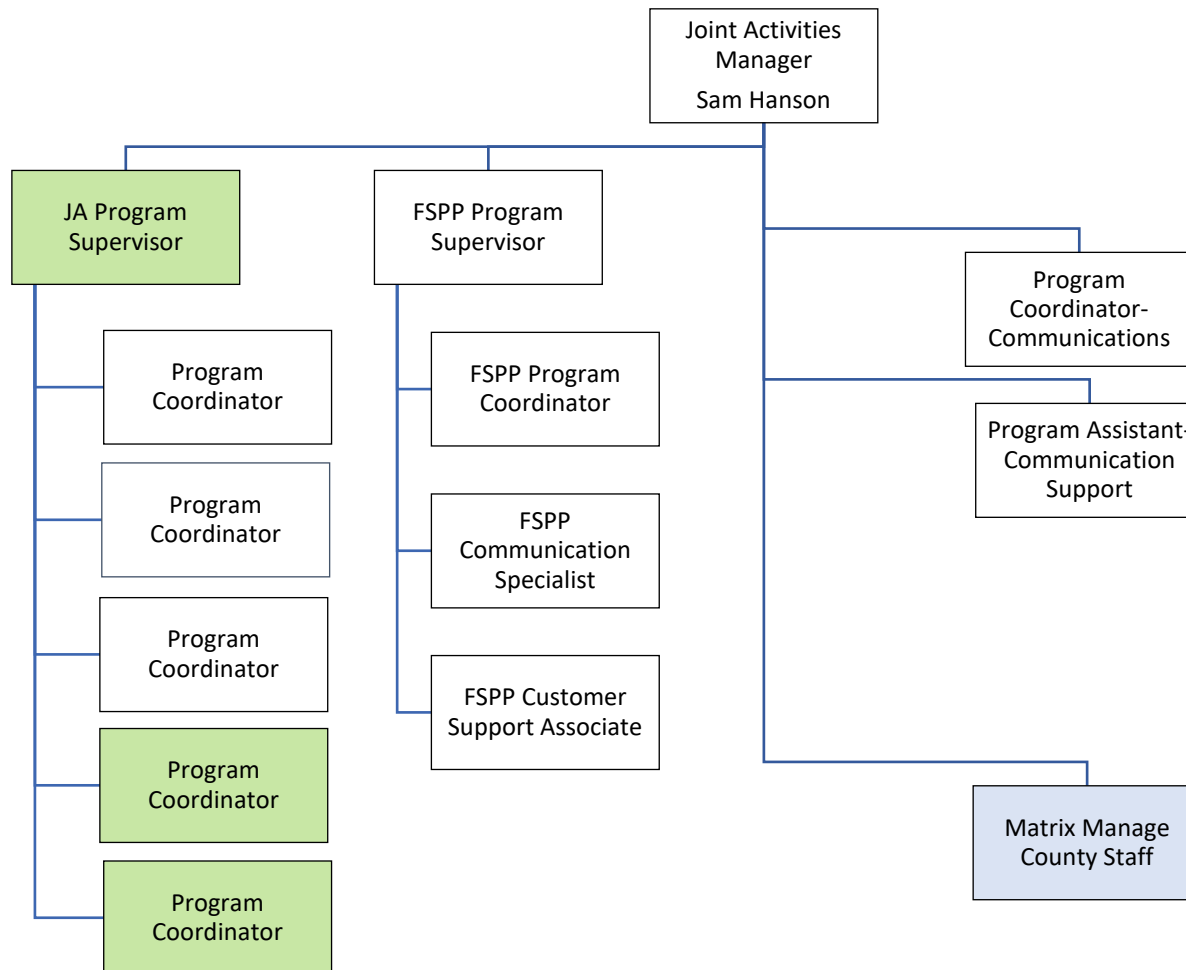 Joint Activities
Manager
Sam Hanson
JA Program
Supervisor
FSPP Program
Supervisor
Program
Coordinator-
Communications
Program
Coordinator
FSPP Program
Coordinator
Program Assistant-
Communication
Support
Program
Coordinator
FSPP
Communication
Specialist
Program
Coordinator
FSPP Customer
Support Associate
Program
Coordinator
Matrix Manage
County Staff
Program
Coordinator